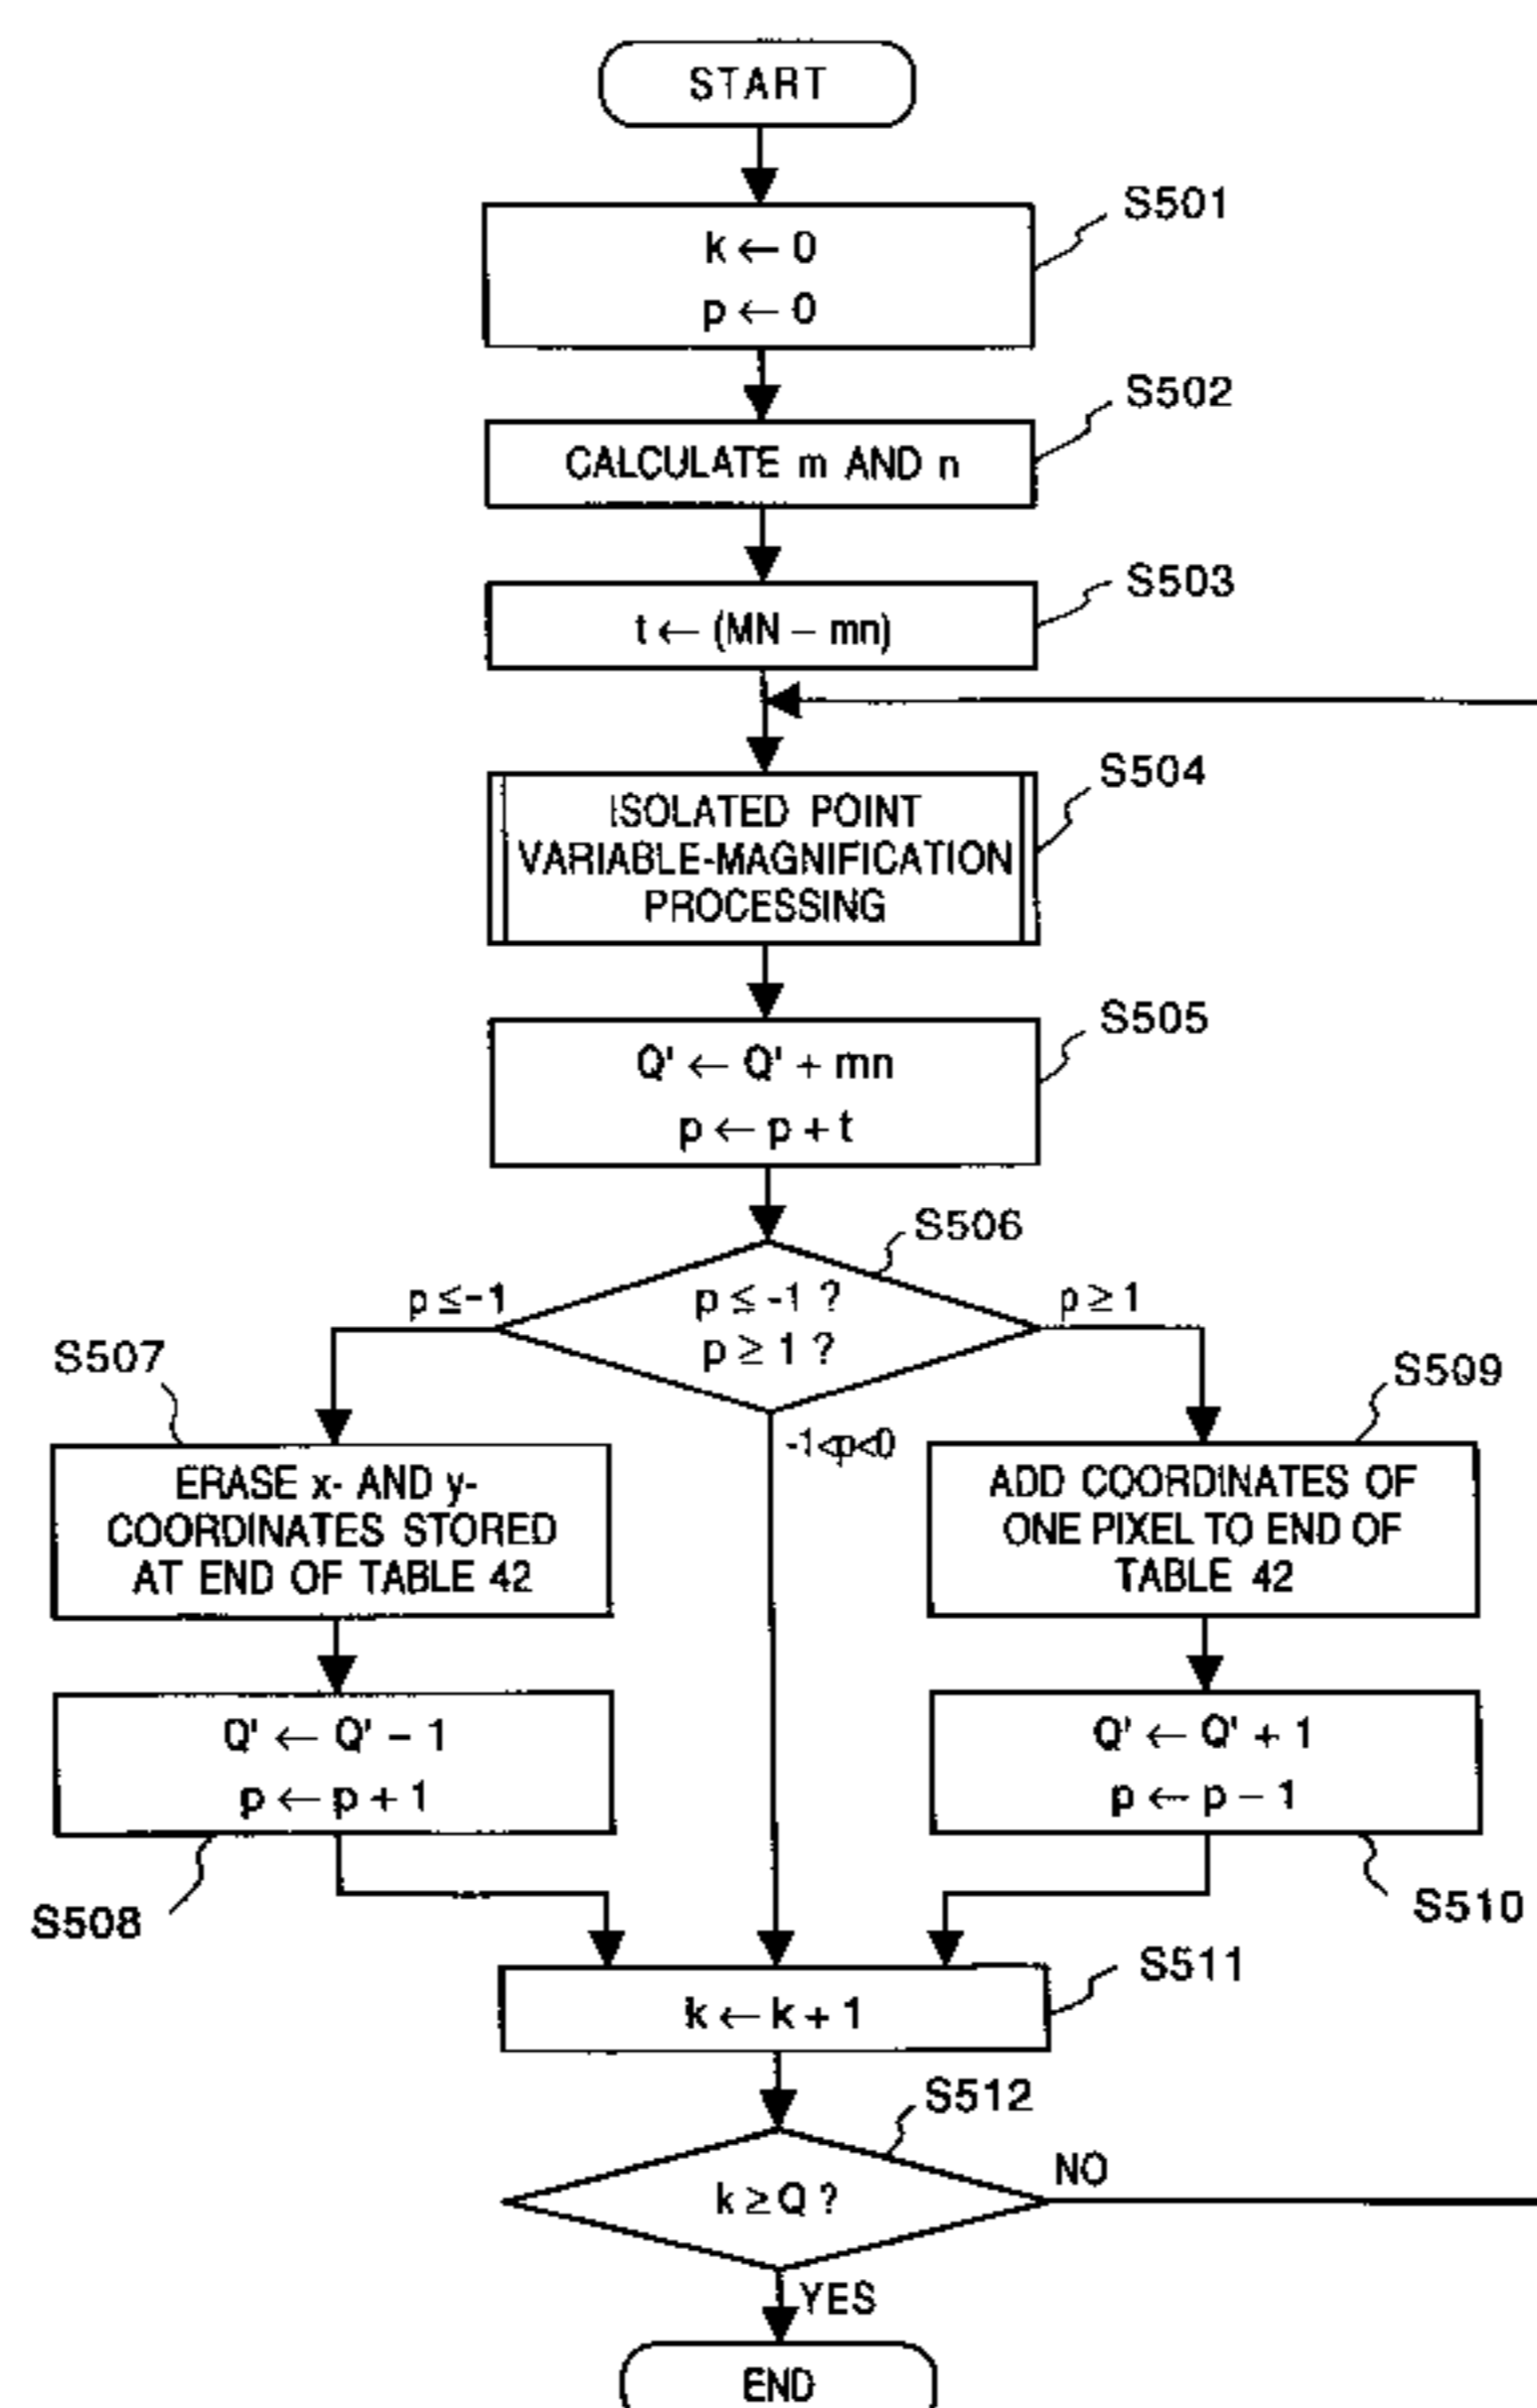 START
S501
k ← 0
p ← 0
S502
CALCULATE m AND n
S503
t ← (MN – mn)
S504
ISOLATED POINT
VARIABLE-MAGNIFICATION
PROCESSING
S505
Q' ← Q' + mn
p ← p + t
S506
p ≤ -1
p ≤ -1 ?
p ≥ 1 ?
p ≥ 1
S507
S509
-1<p<0
ERASE x- AND y-
COORDINATES STORED
AT END OF TABLE 42
ADD COORDINATES OF
ONE PIXEL TO END OF
TABLE 42
Q' ← Q' – 1
p ← p + 1
Q' ← Q' + 1
p ← p – 1
S508
S510
S511
k ← k + 1
S512
k ≥ Q ?
NO
YES
END